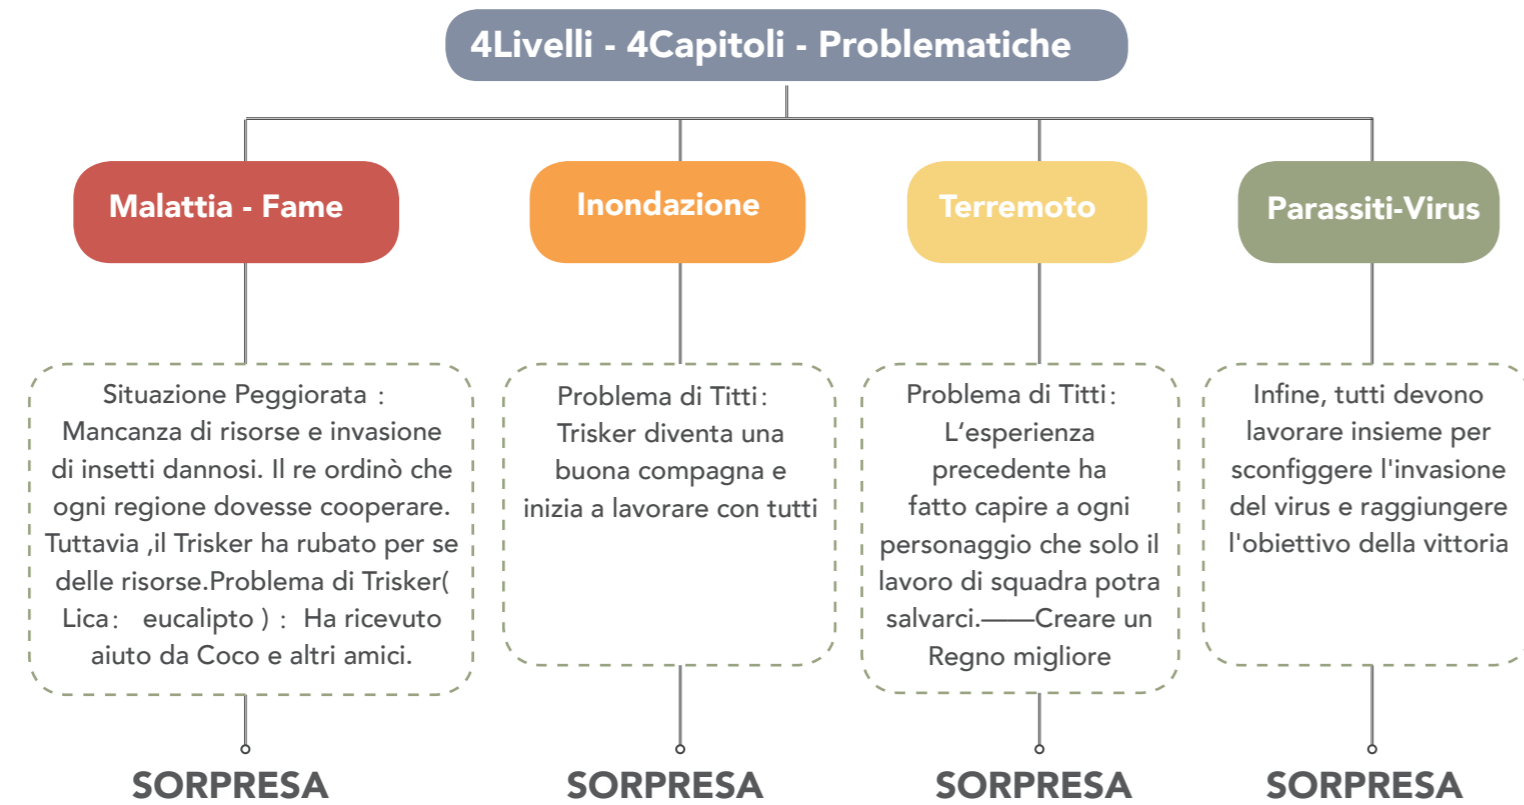 4Livelli - 4Capitoli - Problematiche
Malattia - Fame
Inondazione
Terremoto
Parassiti-Virus
Situazione Peggiorata：
Mancanza di risorse e invasione
di insetti dannosi. Il re ordinò che
ogni regione dovesse cooperare.
Tuttavia ,il Trisker ha rubato per se
delle risorse.Problema di Trisker(
Lica： eucalipto )： Ha ricevuto
aiuto da Coco e altri amici.
Problema di Titti：
Trisker diventa una
buona compagna e
inizia a lavorare con tutti
Problema di Titti：
L‘esperienza
precedente ha
fatto capire a ogni
personaggio che solo il
lavoro di squadra potra
salvarci.——Creare un
Regno migliore
Infine, tutti devono
lavorare insieme per
sconfiggere l'invasione
del virus e raggiungere
l'obiettivo della vittoria
SORPRESA
SORPRESA
SORPRESA
SORPRESA